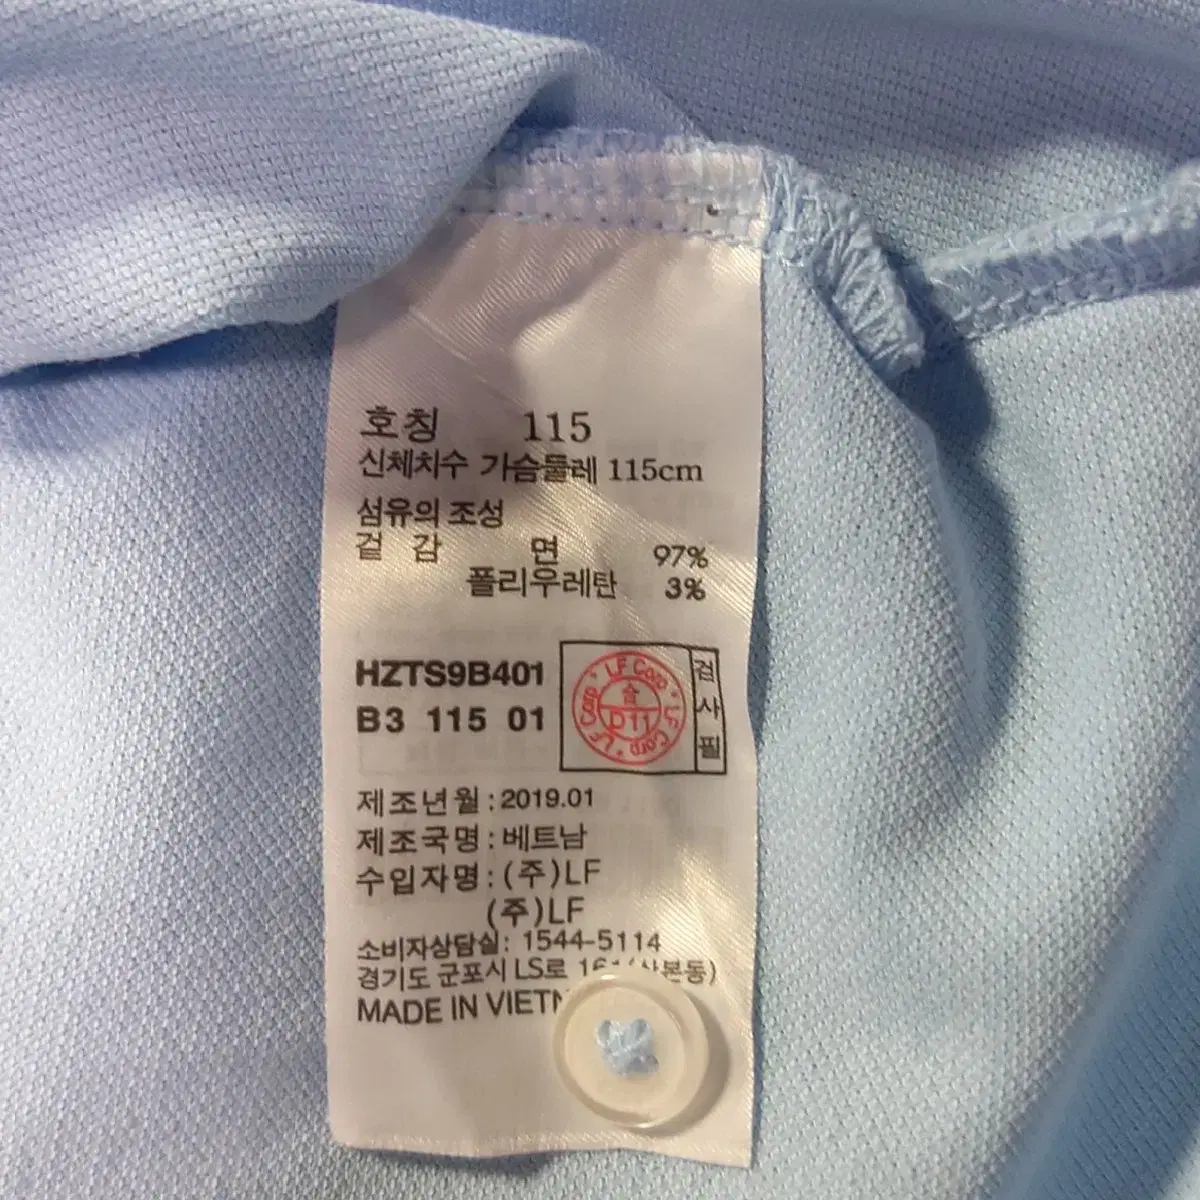 호칭 115
신체치수 가슴둘레 115cm
섬유의 조성
겉 감 면 97%
폴리우레탄 3%
HZTS9B401
B3 115 01
LF Corp LF Corp LF Corp
합
D11
검사필
제조년월 : 2019.01
제조국명 : 베트남
수입자명 : (주)LF
(주)LF
소비자상담실: 1544-5114
경기도 군포시 LS로
MADE IN